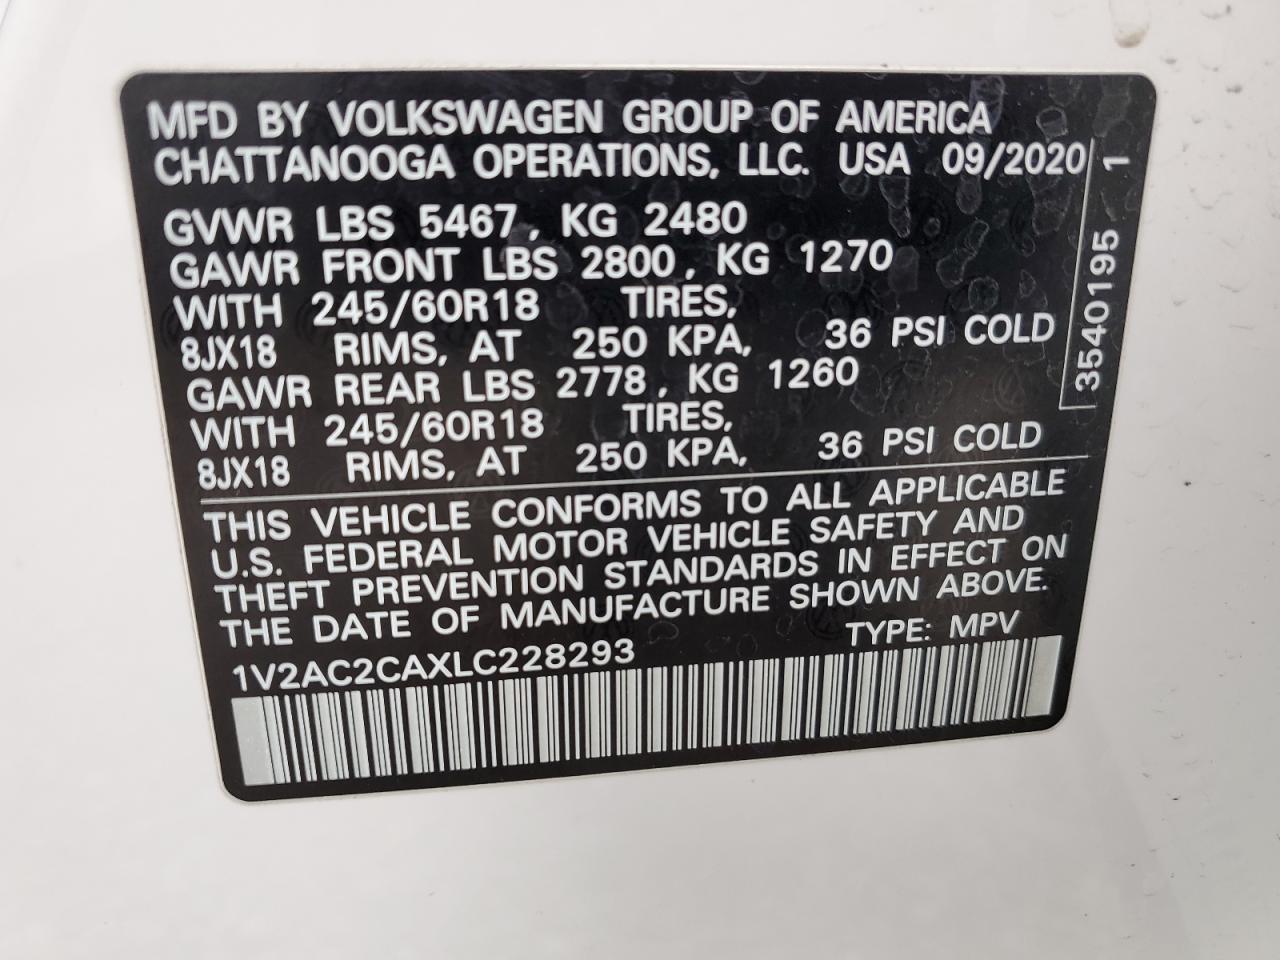 MFD BY VOLKSWAGEN GROUP OF AMERICA
CHATTANOOGA OPERATIONS, LLC. USA 09/2020
GVWR LBS 5467, KG 2480
GAWR FRONT LBS 2800, KG 1270
WITH 245/60R18 TIRES,
8JX18 RIMS, AT 250 KPA, 36 PSI COLD
GAWR REAR LBS 2778, KG 1260
WITH 245/60R18 TIRES,
8JX18 RIMS, AT 250 KPA, 36 PSI COLD
3540195 1
THIS VEHICLE CONFORMS TO ALL APPLICABLE
U.S. FEDERAL MOTOR VEHICLE SAFETY AND
THEFT PREVENTION STANDARDS IN EFFECT ON
THE DATE OF MANUFACTURE SHOWN ABOVE.
1V2AC2CAXLC228293 TYPE: MPV